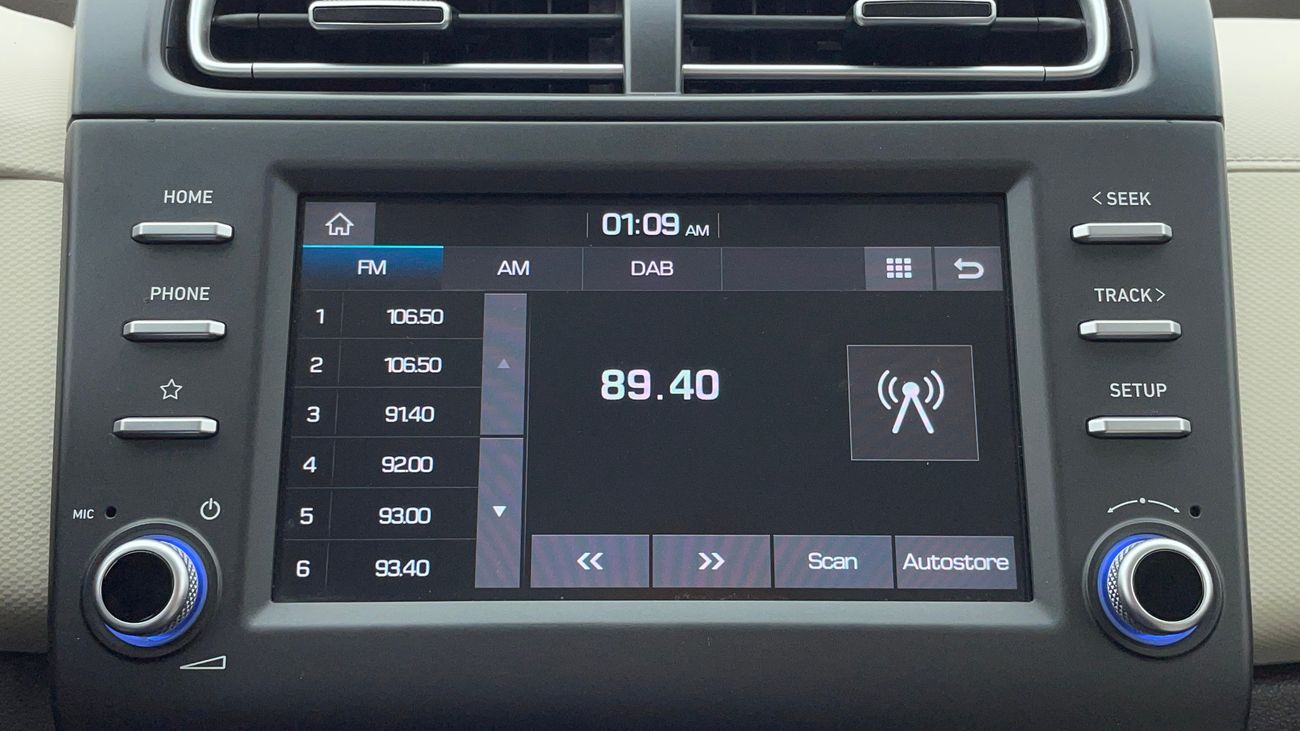 HOME
PHONE
MIC
01:09 AM
FM AM DAB
1 106.50
2 106.50
3 91.40
4 92.00
5 93.00
6 93.40
89.40
<< >> Scan Autostore
< SEEK
TRACK >
SETUP